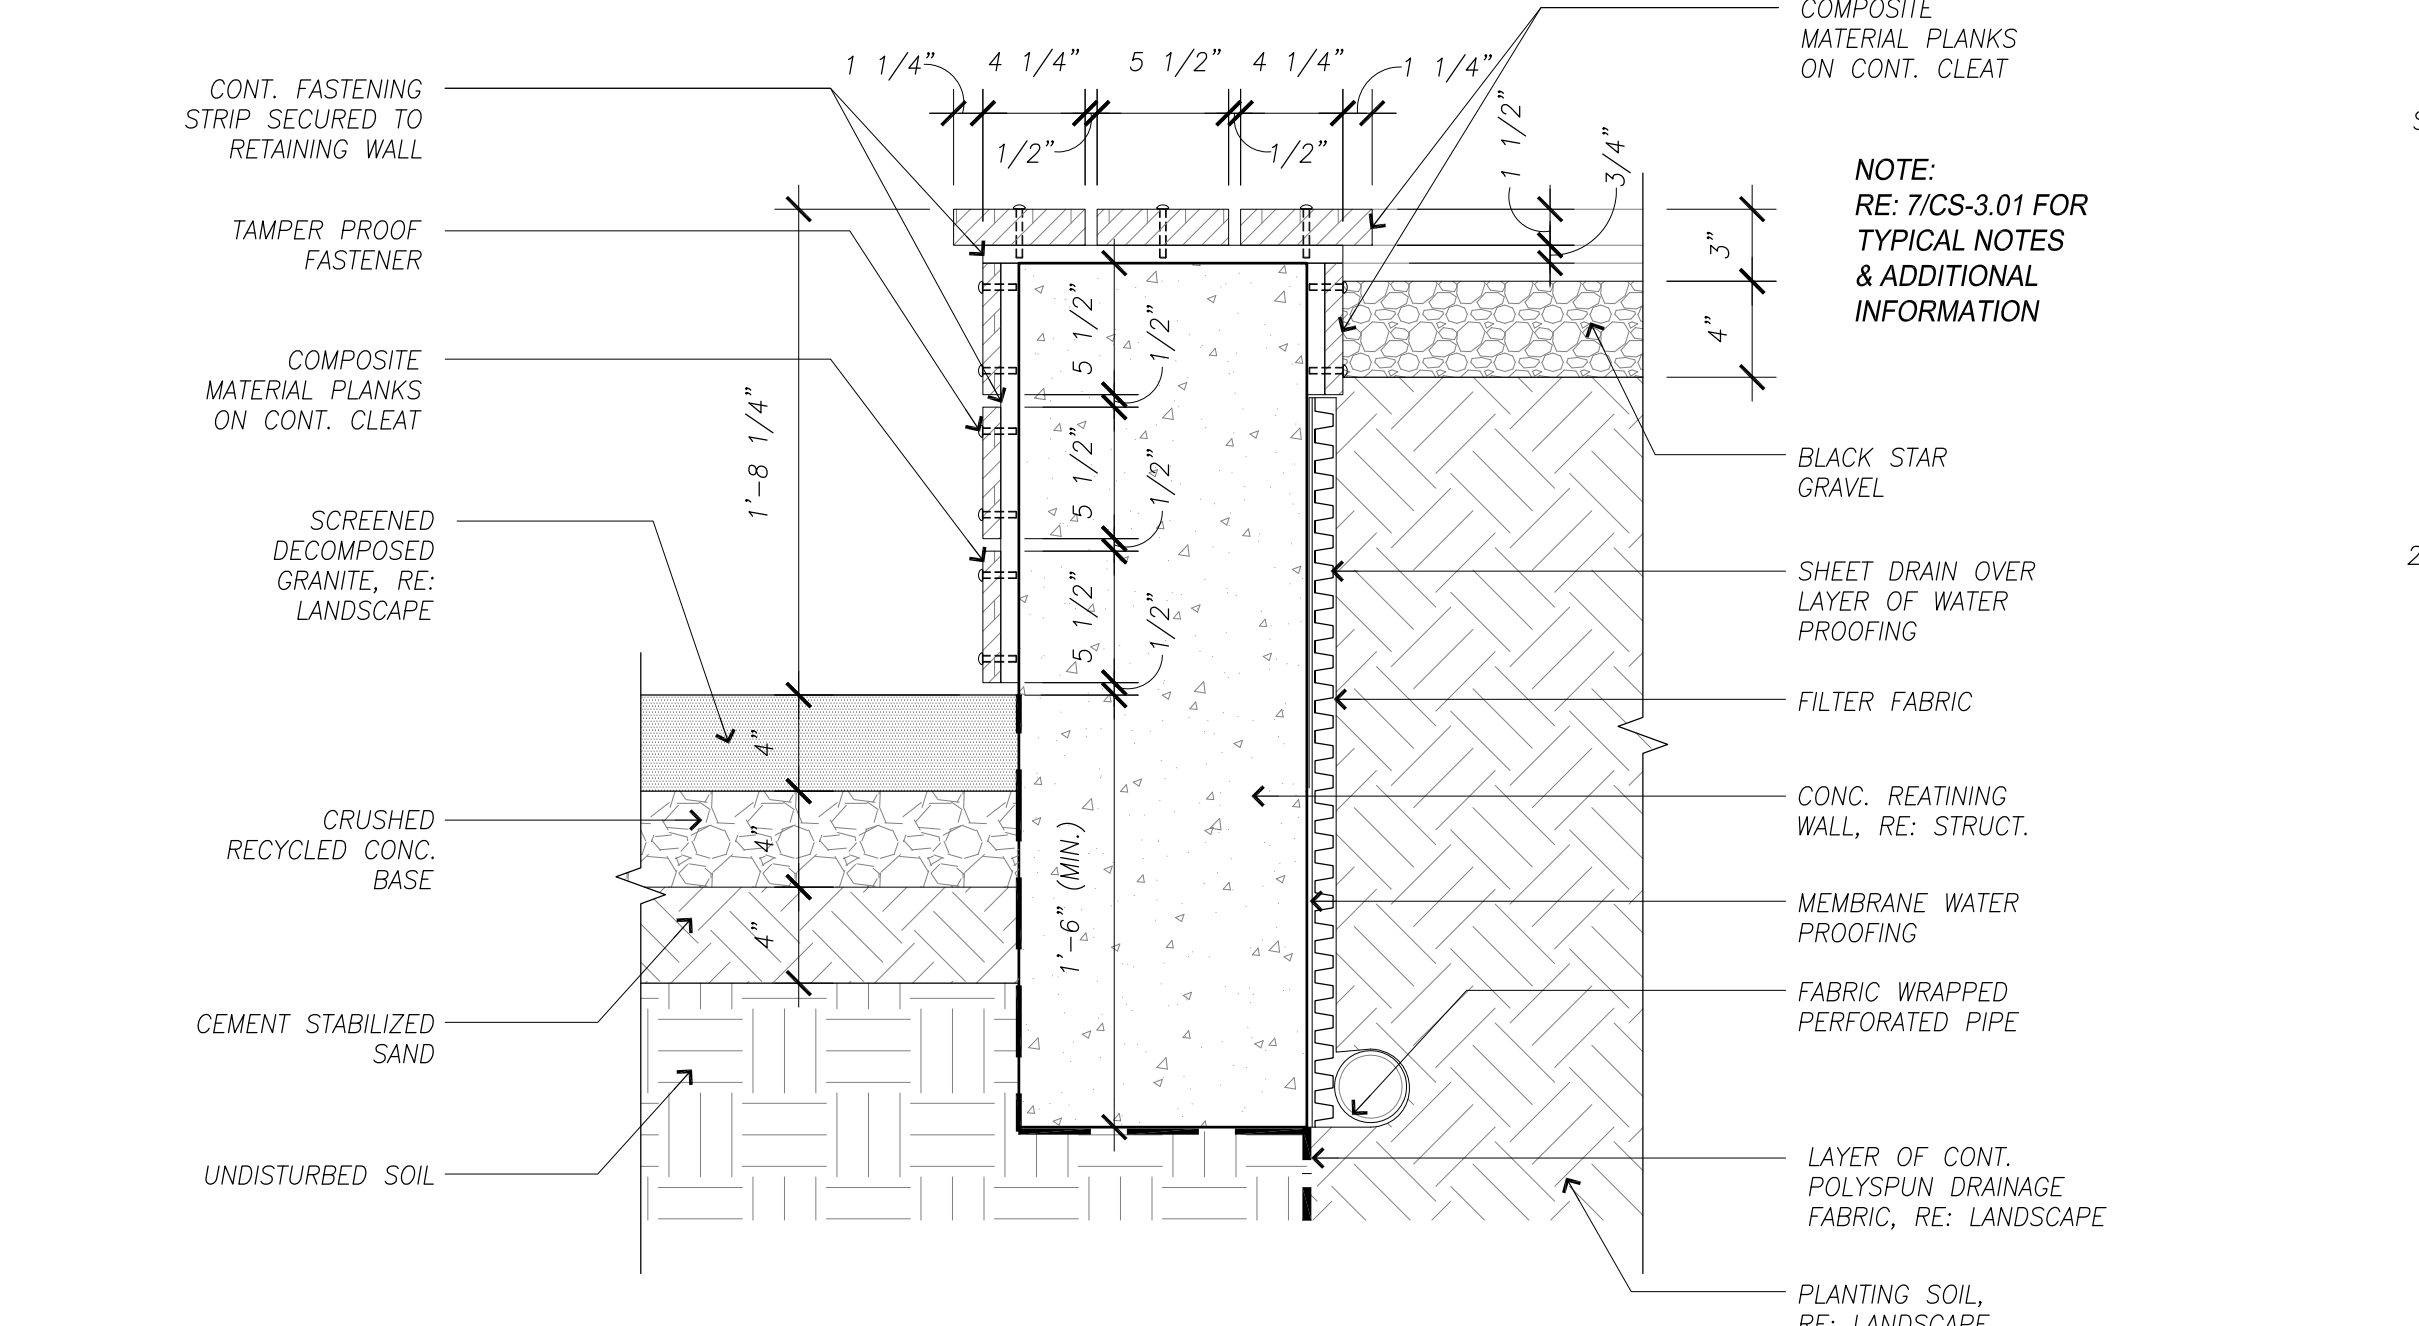 CONT. FASTENING
STRIP SECURED TO
RETAINING WALL
TAMPER PROOF
FASTENER
COMPOSITE
MATERIAL PLANKS
ON CONT. CLEAT
SCREENED
DECOMPOSED
GRANITE, RE:
LANDSCAPE
CRUSHED
RECYCLED CONC.
BASE
CEMENT STABILIZED
SAND
UNDISTURBED SOIL
1 1/4"
4 1/4"
5 1/2"
4 1/4"
1 1/4"
1/2"
1/2"
1 1/2"
3/4"
3"
4"
1'-8 1/4"
5 1/2"
1/2"
5 1/2"
1/2"
5 1/2"
1/2"
4"
4"
4"
1'-6" (MIN.)
COMPOSITE
MATERIAL PLANKS
ON CONT. CLEAT
NOTE:
RE: 7/CS-3.01 FOR
TYPICAL NOTES
& ADDITIONAL
INFORMATION
BLACK STAR
GRAVEL
SHEET DRAIN OVER
LAYER OF WATER
PROOFING
FILTER FABRIC
CONC. REATINING
WALL, RE: STRUCT.
MEMBRANE WATER
PROOFING
FABRIC WRAPPED
PERFORATED PIPE
LAYER OF CONT.
POLYSPUN DRAINAGE
FABRIC, RE: LANDSCAPE
PLANTING SOIL,
RE: LANDSCAPE
2